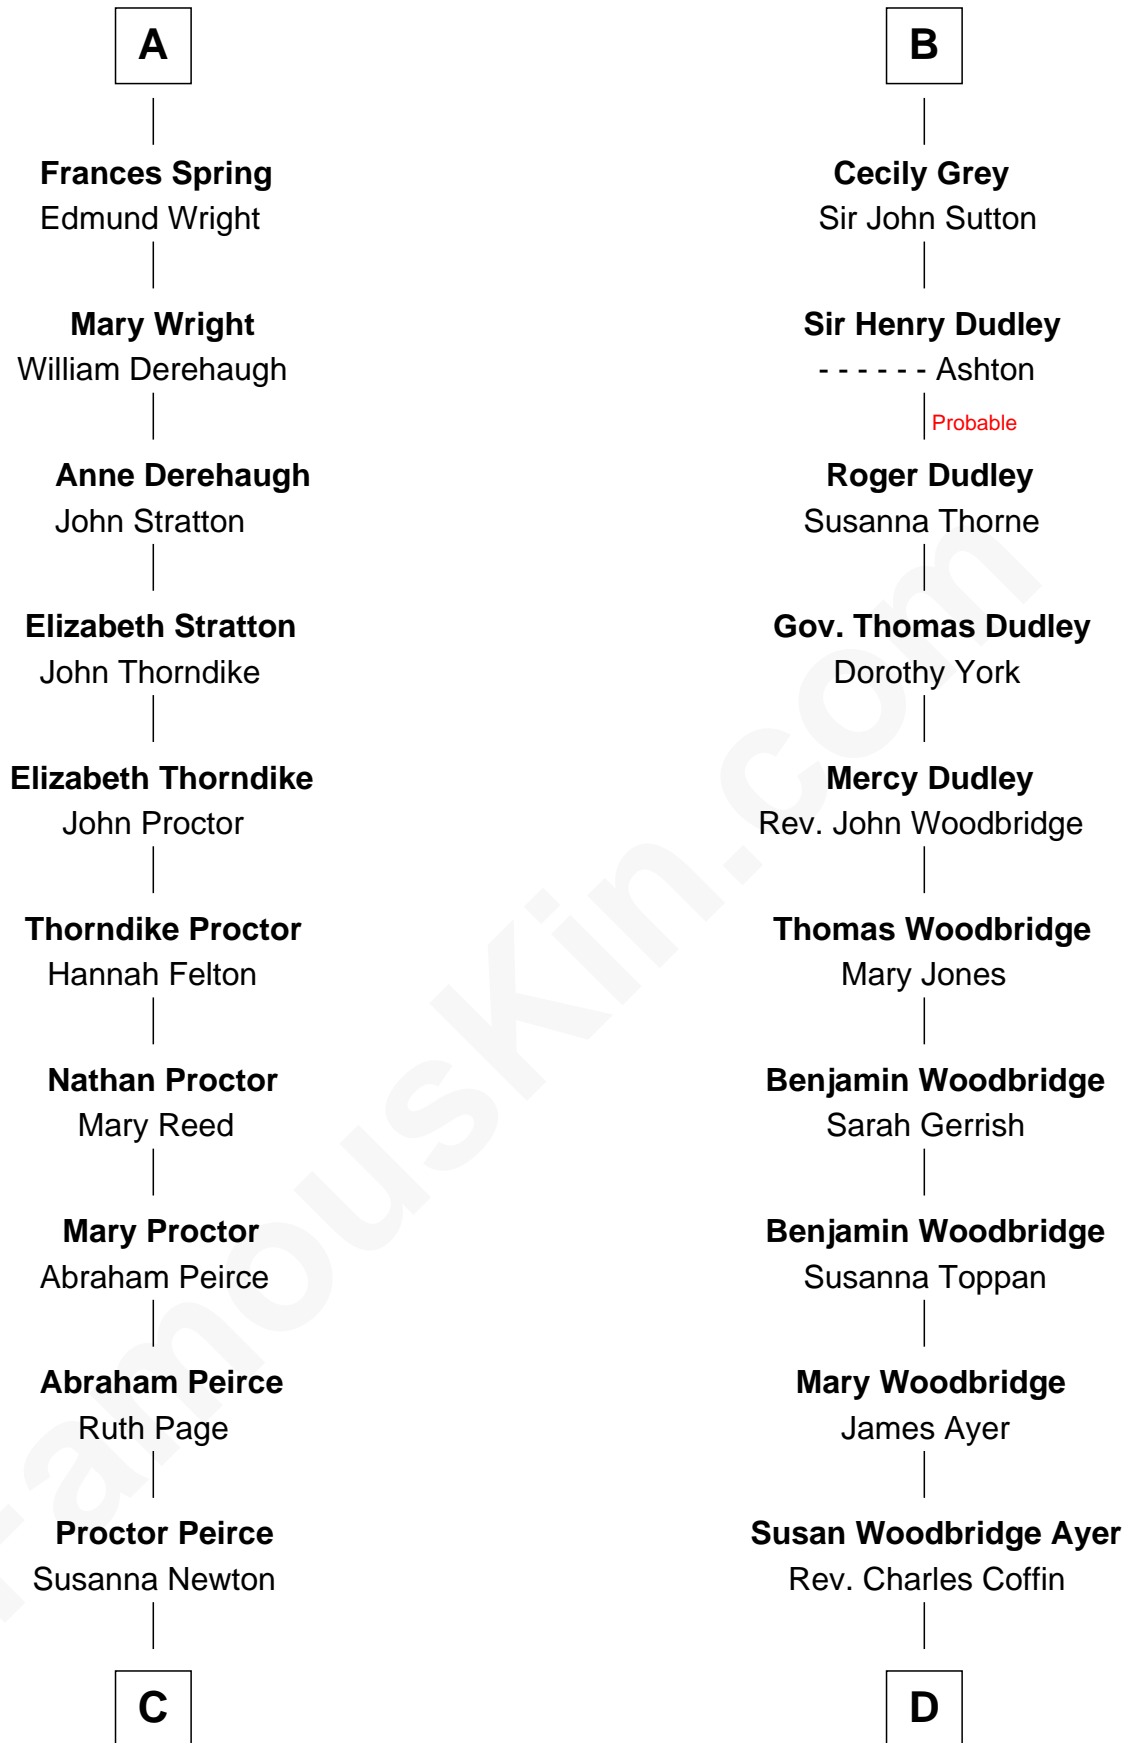 A
Frances Spring
Edmund Wright
Mary Wright
William Derehaugh
Anne Derehaugh
John Stratton
Elizabeth Stratton
John Thorndike
Elizabeth Thorndike
John Proctor
Thorndike Proctor
Hannah Felton
Nathan Proctor
Mary Reed
Mary Proctor
Abraham Peirce
Abraham Peirce
Ruth Page
Proctor Peirce
Susanna Newton
C
B
Cecily Grey
Sir John Sutton
Sir Henry Dudley
- - - - - - Ashton
Probable
Roger Dudley
Susanna Thorne
Gov. Thomas Dudley
Dorothy York
Mercy Dudley
Rev. John Woodbridge
Thomas Woodbridge
Mary Jones
Benjamin Woodbridge
Sarah Gerrish
Benjamin Woodbridge
Susanna Toppan
Mary Woodbridge
James Ayer
Susan Woodbridge Ayer
Rev. Charles Coffin
D
FamousKin.com